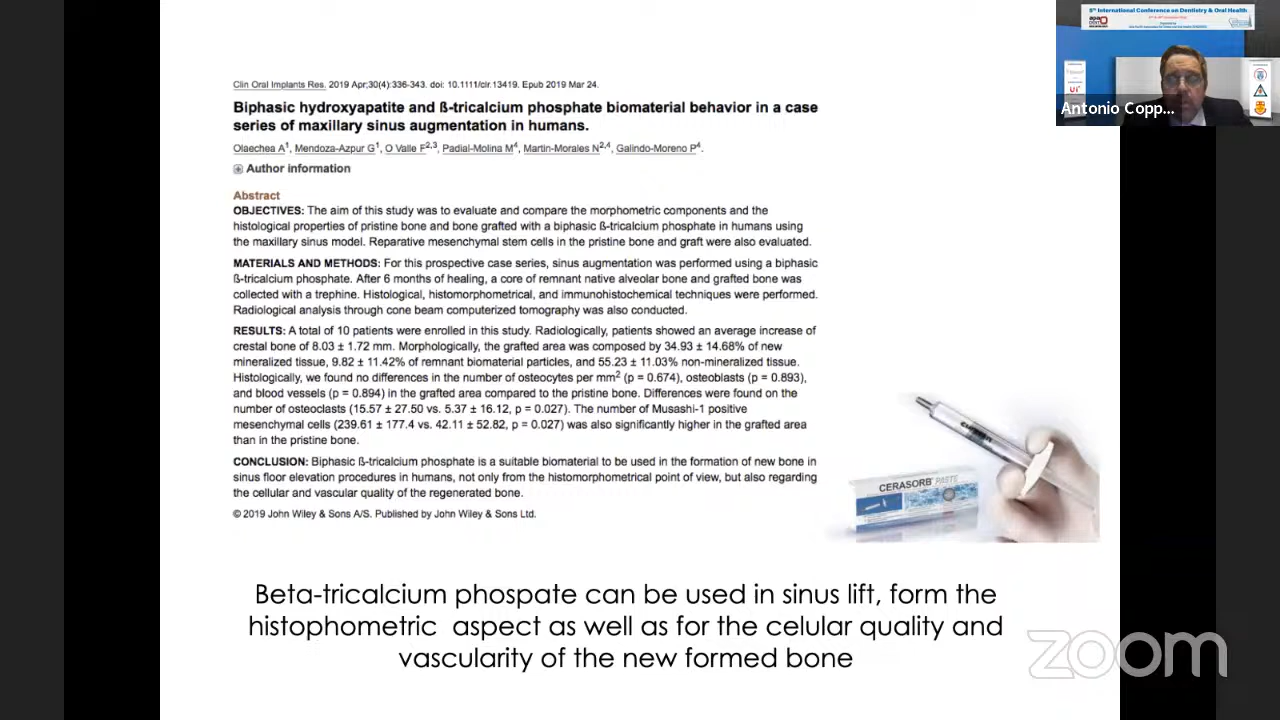 Clin Oral Implants Res. 2019 Apr;30(4):336-343. doi: 10.1111/clr.13419. Epub 2019 Mar 24.
Biphasic hydroxyapatite and ß-tricalcium phosphate biomaterial behavior in a case
series of maxillary sinus augmentation in humans.
Olaechea A1, Mendoza-Azpur G1, O Valle F2,3, Padial-Molina M4, Martin-Morales N2,4, Galindo-Moreno P4.
Author information
Abstract
OBJECTIVES: The aim of this study was to evaluate and compare the morphometric components and the
histological properties of pristine bone and bone grafted with a biphasic ß-tricalcium phosphate in humans using
the maxillary sinus model. Reparative mesenchymal stem cells in the pristine bone and graft were also evaluated.
MATERIALS AND METHODS: For this prospective case series, sinus augmentation was performed using a biphasic
ß-tricalcium phosphate. After 6 months of healing, a core of remnant native alveolar bone and grafted bone was
collected with a trephine. Histological, histomorphometrical, and immunohistochemical techniques were performed.
Radiological analysis through cone beam computerized tomography was also conducted.
RESULTS: A total of 10 patients were enrolled in this study. Radiologically, patients showed an average increase of
crestal bone of 8.03 ± 1.72 mm. Morphologically, the grafted area was composed by 34.93 ± 14.68% of new
mineralized tissue, 9.82 ± 11.42% of remnant biomaterial particles, and 55.23 ± 11.03% non-mineralized tissue.
Histologically, we found no differences in the number of osteocytes per mm2 (p = 0.674), osteoblasts (p = 0.893),
and blood vessels (p = 0.894) in the grafted area compared to the pristine bone. Differences were found on the
number of osteoclasts (15.57 ± 27.50 vs. 5.37 ± 16.12, p = 0.027). The number of Musashi-1 positive
mesenchymal cells (239.61 ± 177.4 vs. 42.11 ± 52.82, p = 0.027) was also significantly higher in the grafted area
than in the pristine bone.
CONCLUSION: Biphasic ß-tricalcium phosphate is a suitable biomaterial to be used in the formation of new bone in
sinus floor elevation procedures in humans, not only from the histomorphometrical point of view, but also regarding
the cellular and vascular quality of the regenerated bone.
© 2019 John Wiley & Sons A/S. Published by John Wiley & Sons Ltd.
CERASORB PASTE
Beta-tricalcium phospate can be used in sinus lift, form the
histophometric aspect as well as for the celular quality and
vascularity of the new formed bone
5th International Conference on Dentistry & Oral Health
Antonio Copp...
zoom